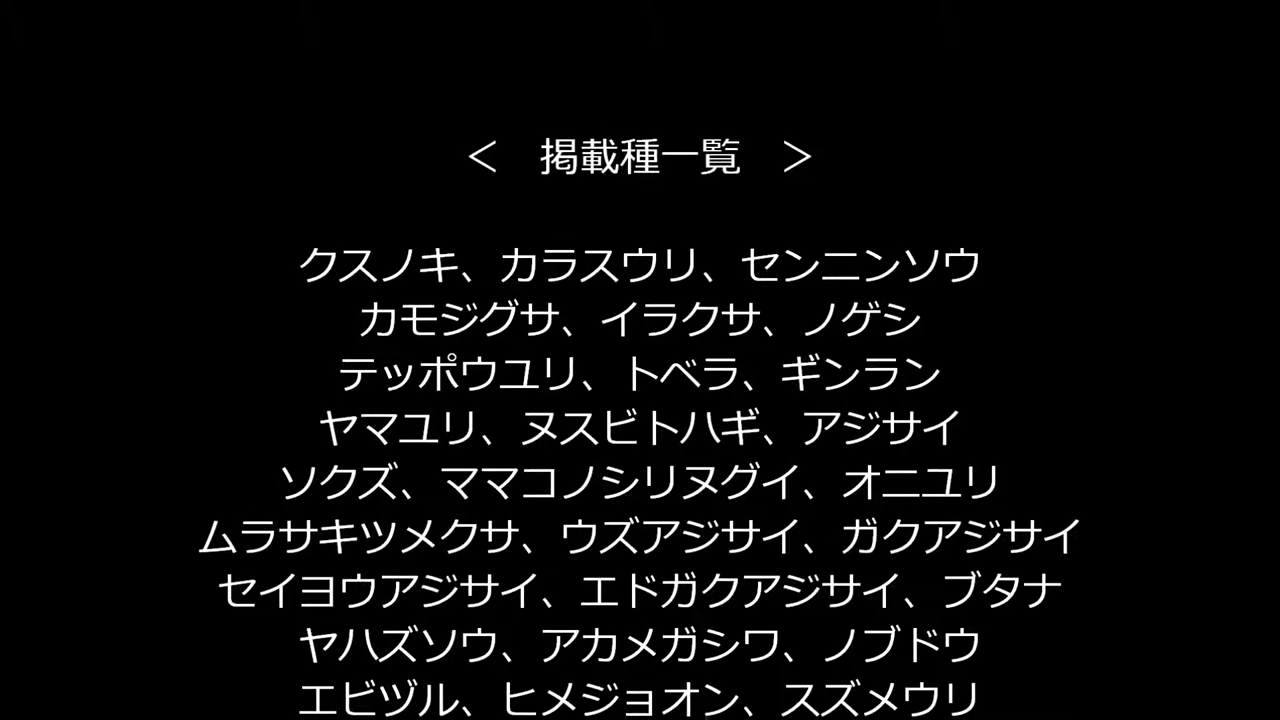 ＜　掲載種一覧　＞
クスノキ、カラスウリ、センニンソウ
カモジグサ、イラクサ、ノゲシ
テッポウユリ、トベラ、ギンラン
ヤマユリ、ヌスビトハギ、アジサイ
ソクズ、ママコノシリヌグイ、オニユリ
ムラサキツメクサ、ウズアジサイ、ガクアジサイ
セイヨウアジサイ、エドガクアジサイ、ブタナ
ヤハズソウ、アカメガシワ、ノブドウ
エビヅル、ヒメジョオン、スズメウリ